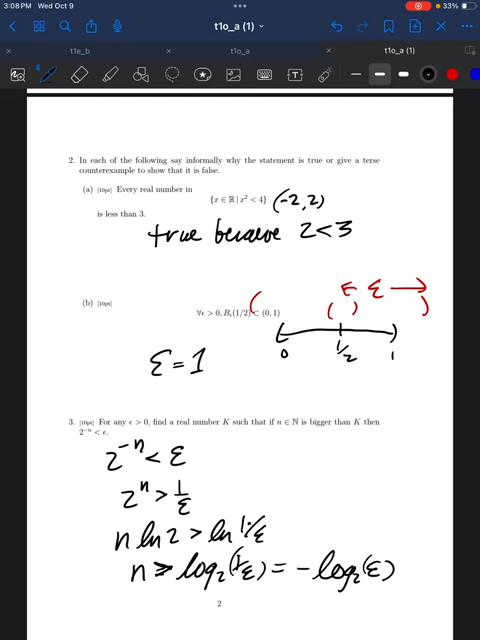 3:08 PM Wed Oct 9
33%
t1o_a (1)
t1e_b
t1o_a
t1o_a (1)
2. In each of the following say informally why the statement is true or give a terse
counterexample to show that it is false.
(a) [10pt] Every real number in
{x ∈ ℝ | x² < 4} (-2,2)
is less than 3.
true because 2<3
(b) [10pt]
ε →
( )
∀ϵ > 0, Bϵ(1/2) ⊂ (0, 1)
0 1/2 1
ε = 1
3. [10pt] For any ϵ > 0, find a real number K such that if n ∈ ℕ is bigger than K then
2⁻ⁿ < ϵ.
2⁻ⁿ < ε
2ⁿ > 1/ε
n ln 2 > ln 1/ε
n > log₂(1/ε) = -log₂(ε)
2